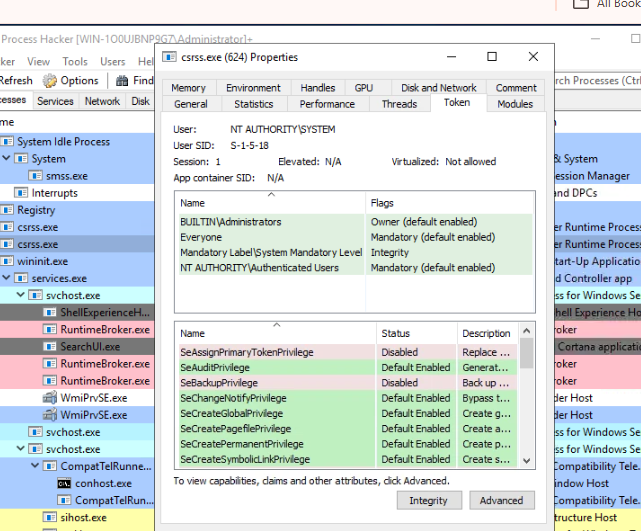 All Book
Process Hacker [WIN-1O0UJBNP9G7\Administrator]+
ker View Tools Users Hel
Refresh Options Find
rch Processes (Ctrl
cesses Services Network Disk
me
System Idle Process
System
smss.exe
Interrupts
Registry
csrss.exe
csrss.exe
wininit.exe
services.exe
svchost.exe
ShellExperienceH...
RuntimeBroker.exe
SearchUI.exe
RuntimeBroker.exe
RuntimeBroker.exe
WmiPrvSE.exe
WmiPrvSE.exe
svchost.exe
svchost.exe
CompatTelRunne...
conhost.exe
CompatTelRun...
sihost.exe
csrss.exe (624) Properties
Memory Environment Handles GPU Disk and Network Comment
General Statistics Performance Threads Token Modules
User: NT AUTHORITY\SYSTEM
User SID: S-1-5-18
Session: 1 Elevated: N/A Virtualized: Not allowed
App container SID: N/A
Name Flags
BUILTIN\Administrators Owner (default enabled)
Everyone Mandatory (default enabled)
Mandatory Label\System Mandatory Level Integrity
NT AUTHORITY\Authenticated Users Mandatory (default enabled)
Name Status Description
SeAssignPrimaryTokenPrivilege Disabled Replace ...
SeAuditPrivilege Default Enabled Generat...
SeBackupPrivilege Disabled Back up ...
SeChangeNotifyPrivilege Default Enabled Bypass t...
SeCreateGlobalPrivilege Default Enabled Create g...
SeCreatePagefilePrivilege Default Enabled Create a...
SeCreatePermanentPrivilege Default Enabled Create p...
SeCreateSymbolicLinkPrivilege Default Enabled Create s...
To view capabilities, claims and other attributes, click Advanced.
Integrity Advanced
& System
ession Manager
and DPCs
er Runtime Process
er Runtime Process
tart-Up Applicatio
d Controller app
ss for Windows Se
hell Experience Ho
roker
Cortana application
roker
roker
der Host
der Host
ss for Windows Se
ss for Windows Se
ompatibility Tele.
indow Host
ompatibility Tele.
tructure Host